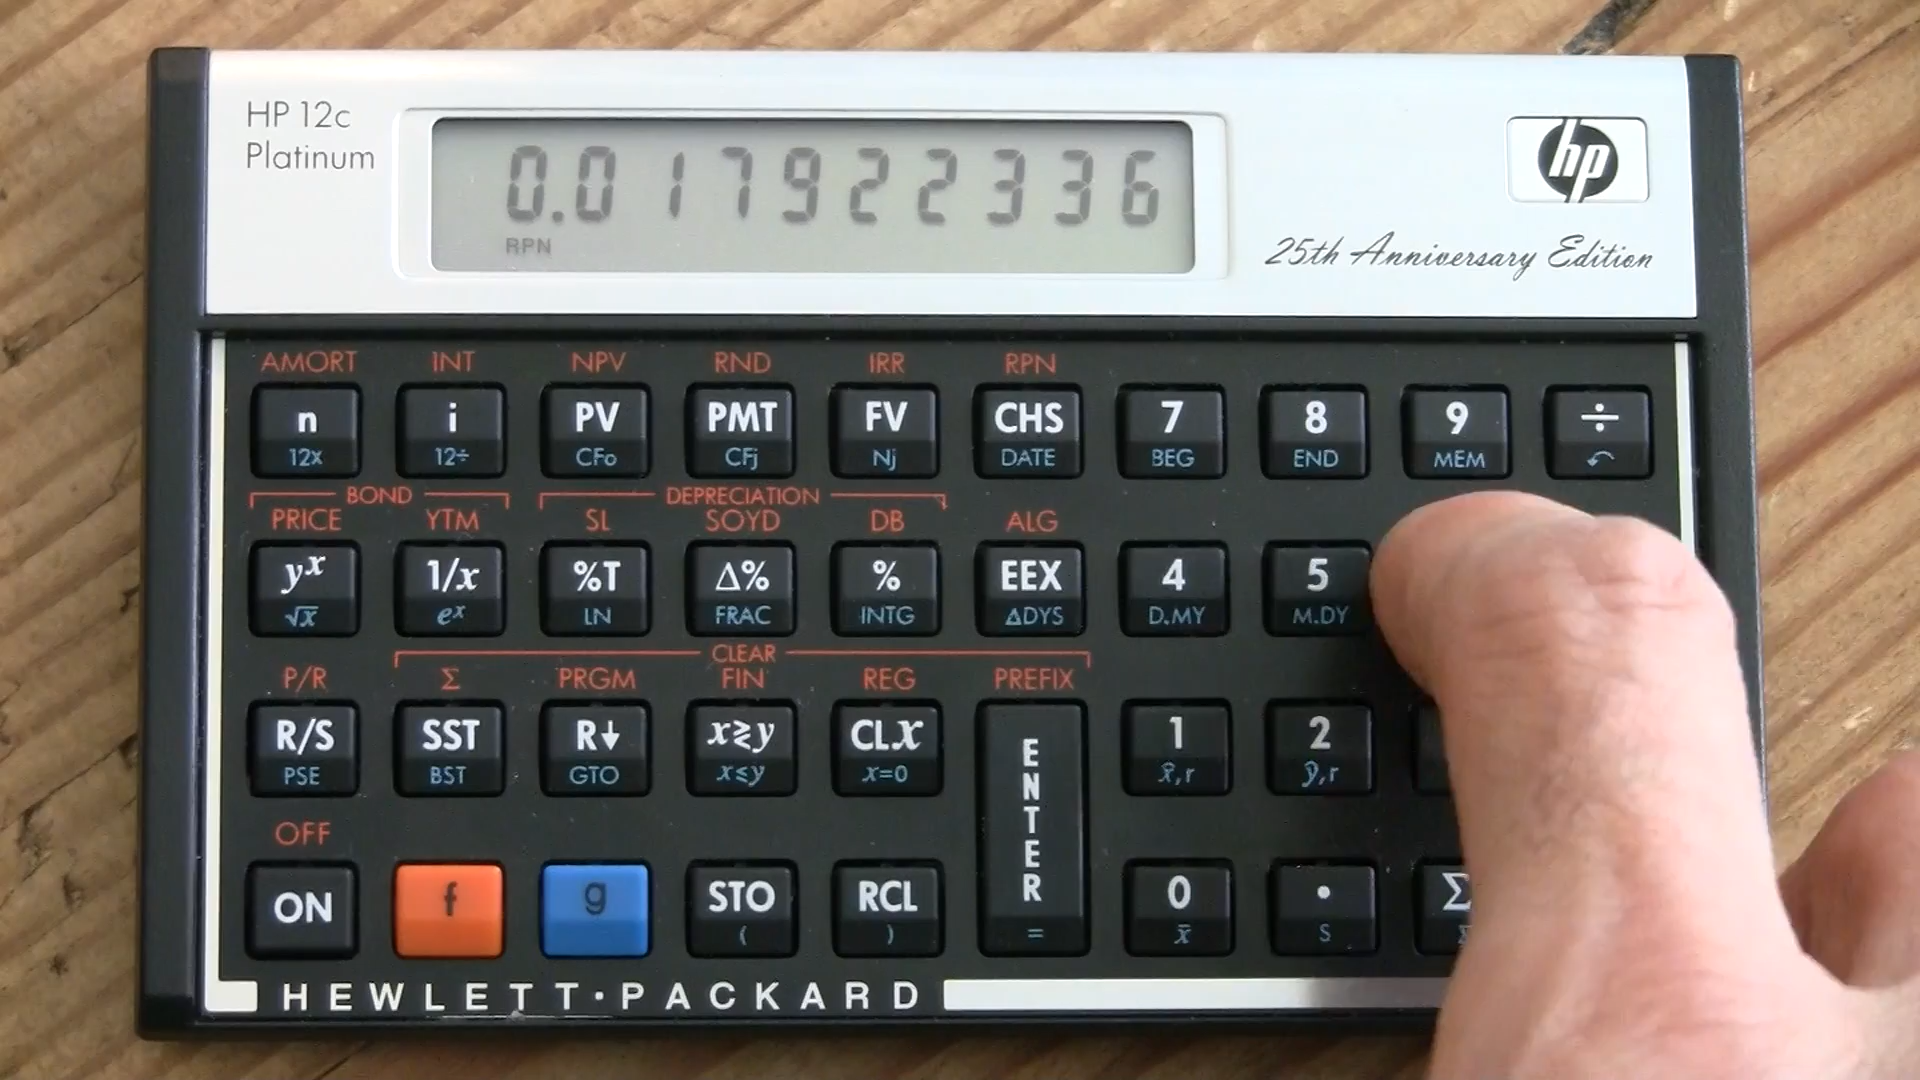 HP 12c
Platinum
0.017922336
RPN
hp
25th Anniversary Edition
AMORT INT NPV RND IRR RPN
n i PV PMT FV CHS 7 8 9 ÷
12× 12÷ CFo CFj Nj DATE BEG END MEM
BOND DEPRECIATION
PRICE YTM SL SOYD DB ALG
yˣ 1/x %T Δ% % EEX 4 5
√x eˣ LN FRAC INTG ΔDYS D.MY M.DY
CLEAR
P/R Σ PRGM FIN REG PREFIX
R/S SST R↓ x≷y CLx ENTER 1 2
PSE BST GTO x≤y x=0 x̂,r ŷ,r
OFF
ON f g STO RCL 0 • Σ
( ) = x̄ S
HEWLETT·PACKARD